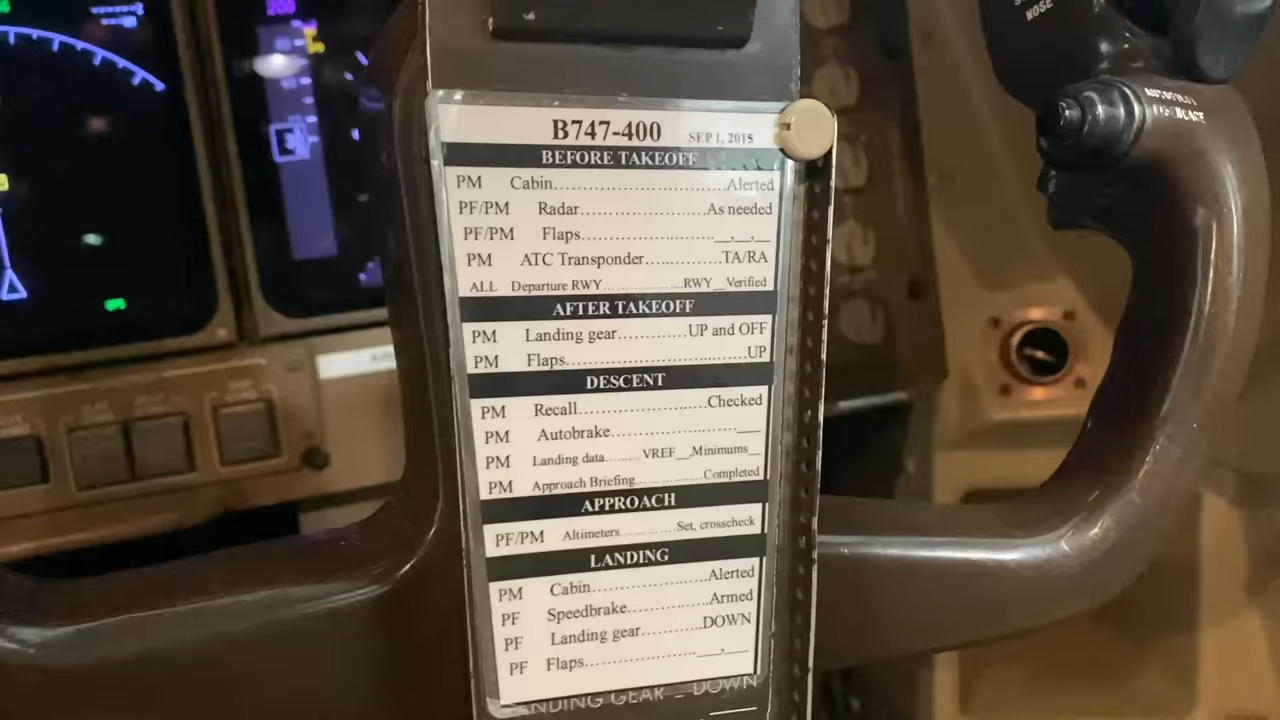 200
NOSE
B747-400 SEP 1, 2015
BEFORE TAKEOFF
PM Cabin..............................Alerted
PF/PM Radar......................As needed
PF/PM Flaps.......................__,__,__
PM ATC Transponder..............TA/RA
ALL Departure RWY..................RWY__Verified
AFTER TAKEOFF
PM Landing gear............UP and OFF
PM Flaps................................UP
DESCENT
PM Recall.........................Checked
PM Autobrake..........................___
PM Landing data........VREF__,Minimums__
PM Approach Briefing.................Completed
APPROACH
PF/PM Altimeters.............Set, crosscheck
LANDING
PM Cabin........................Alerted
PF Speedbrake.................Armed
PF Landing gear............DOWN
PF Flaps......................___,___
LANDING GEAR – DOWN